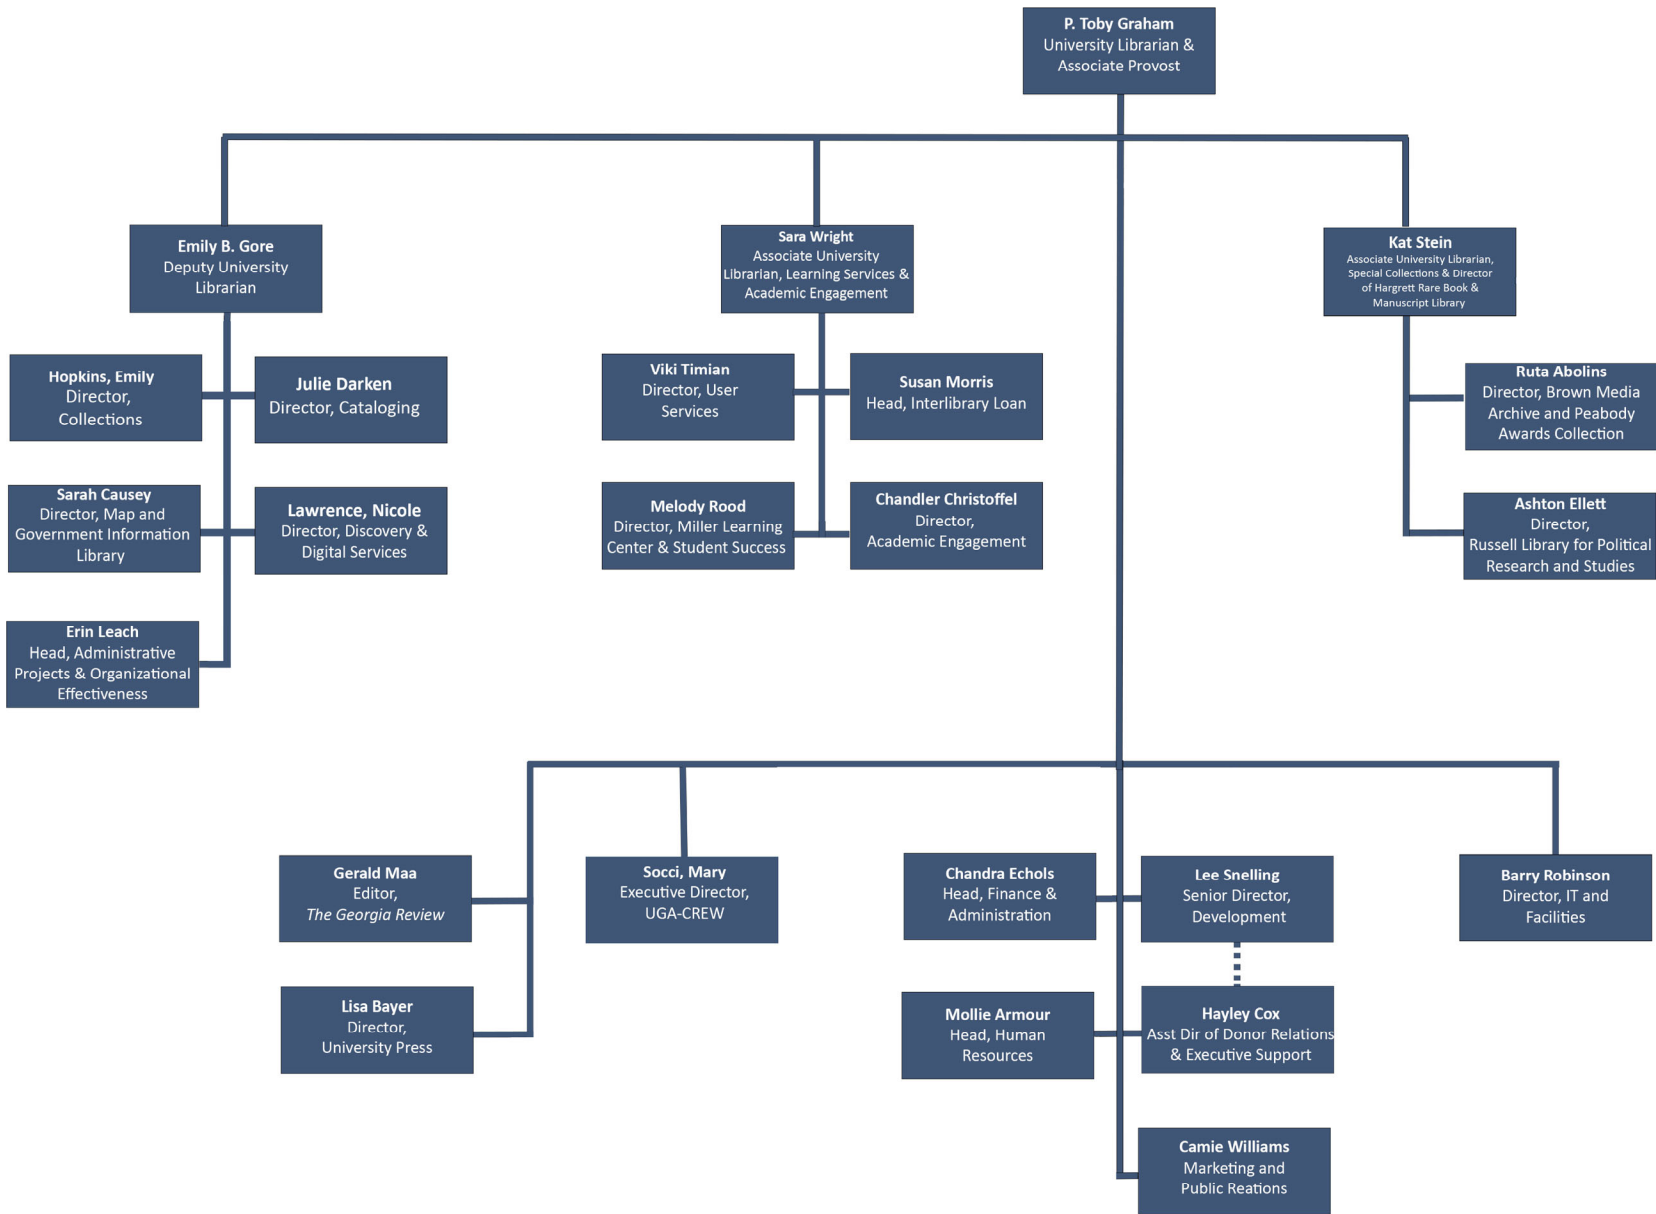 P. Toby Graham
University Librarian &
Associate Provost
Emily B. Gore
Deputy University
Librarian
Sara Wright
Associate University
Librarian, Learning Services &
Academic Engagement
Kat Stein
Associate University Librarian,
Special Collections & Director
of Hargrett Rare Book &
Manuscript Library
Hopkins, Emily
Director,
Collections
Julie Darken
Director, Cataloging
Viki Timian
Director, User
Services
Susan Morris
Head, Interlibrary Loan
Ruta Abolins
Director, Brown Media
Archive and Peabody
Awards Collection
Sarah Causey
Director, Map and
Government Information
Library
Lawrence, Nicole
Director, Discovery &
Digital Services
Melody Rood
Director, Miller Learning
Center & Student Success
Chandler Christoffel
Director,
Academic Engagement
Ashton Ellett
Director,
Russell Library for Political
Research and Studies
Erin Leach
Head, Administrative
Projects & Organizational
Effectiveness
Gerald Maa
Editor,
The Georgia Review
Socci, Mary
Executive Director,
UGA-CREW
Chandra Echols
Head, Finance &
Administration
Lee Snelling
Senior Director,
Development
Barry Robinson
Director, IT and
Facilities
Lisa Bayer
Director,
University Press
Mollie Armour
Head, Human
Resources
Hayley Cox
Asst Dir of Donor Relations
& Executive Support
Camie Williams
Marketing and
Public Reations